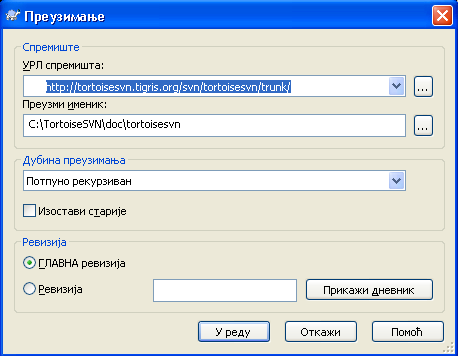 Преузимање
Спремиште
УРЛ спремишта:
http://tortoisesvn.tigris.org/svn/tortoisesvn/trunk/
...
Преузми именик:
C:\TortoiseSVN\doc\tortoisesvn
...
Дубина преузимања
Потпуно рекурзиван
Изостави старије
Ревизија
ГЛАВНА ревизија
Ревизија
Прикажи дневник
У реду Откажи Помоћ